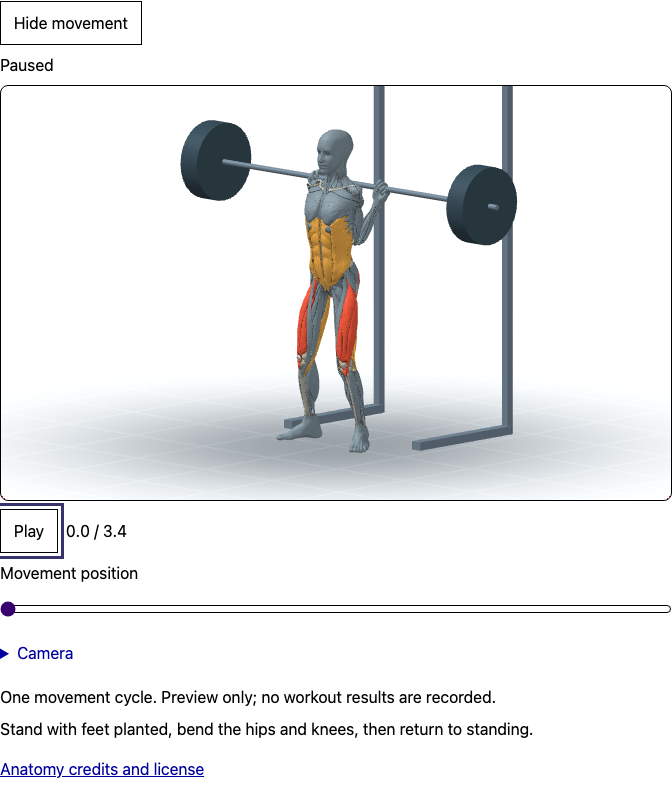 Hide movement
Paused
Play 0.0 / 3.4
Movement position
Camera
One movement cycle. Preview only; no workout results are recorded.
Stand with feet planted, bend the hips and knees, then return to standing.
Anatomy credits and license